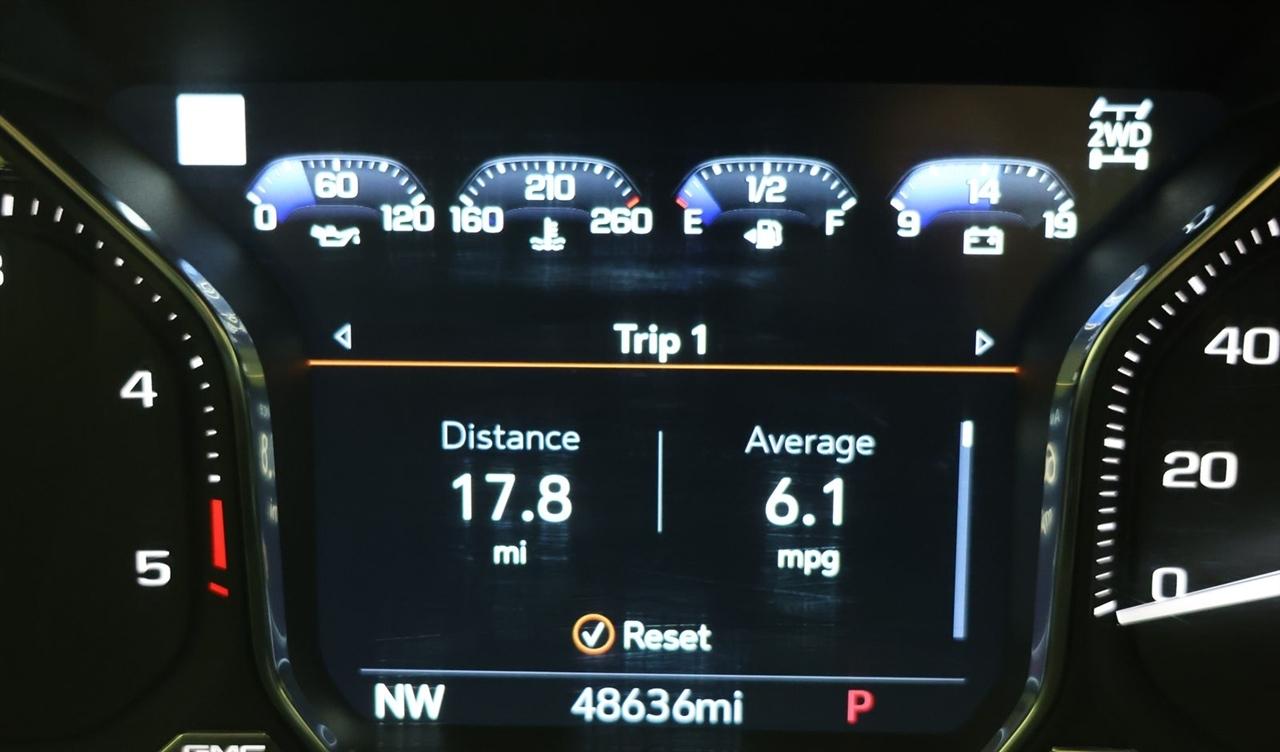 2WD
60
0 120
210
160 260
1/2
E F
14
9 19
Trip 1
Distance
17.8
mi
Average
6.1
mpg
Reset
NW 48636mi P
4
5
40
20
0
GMC